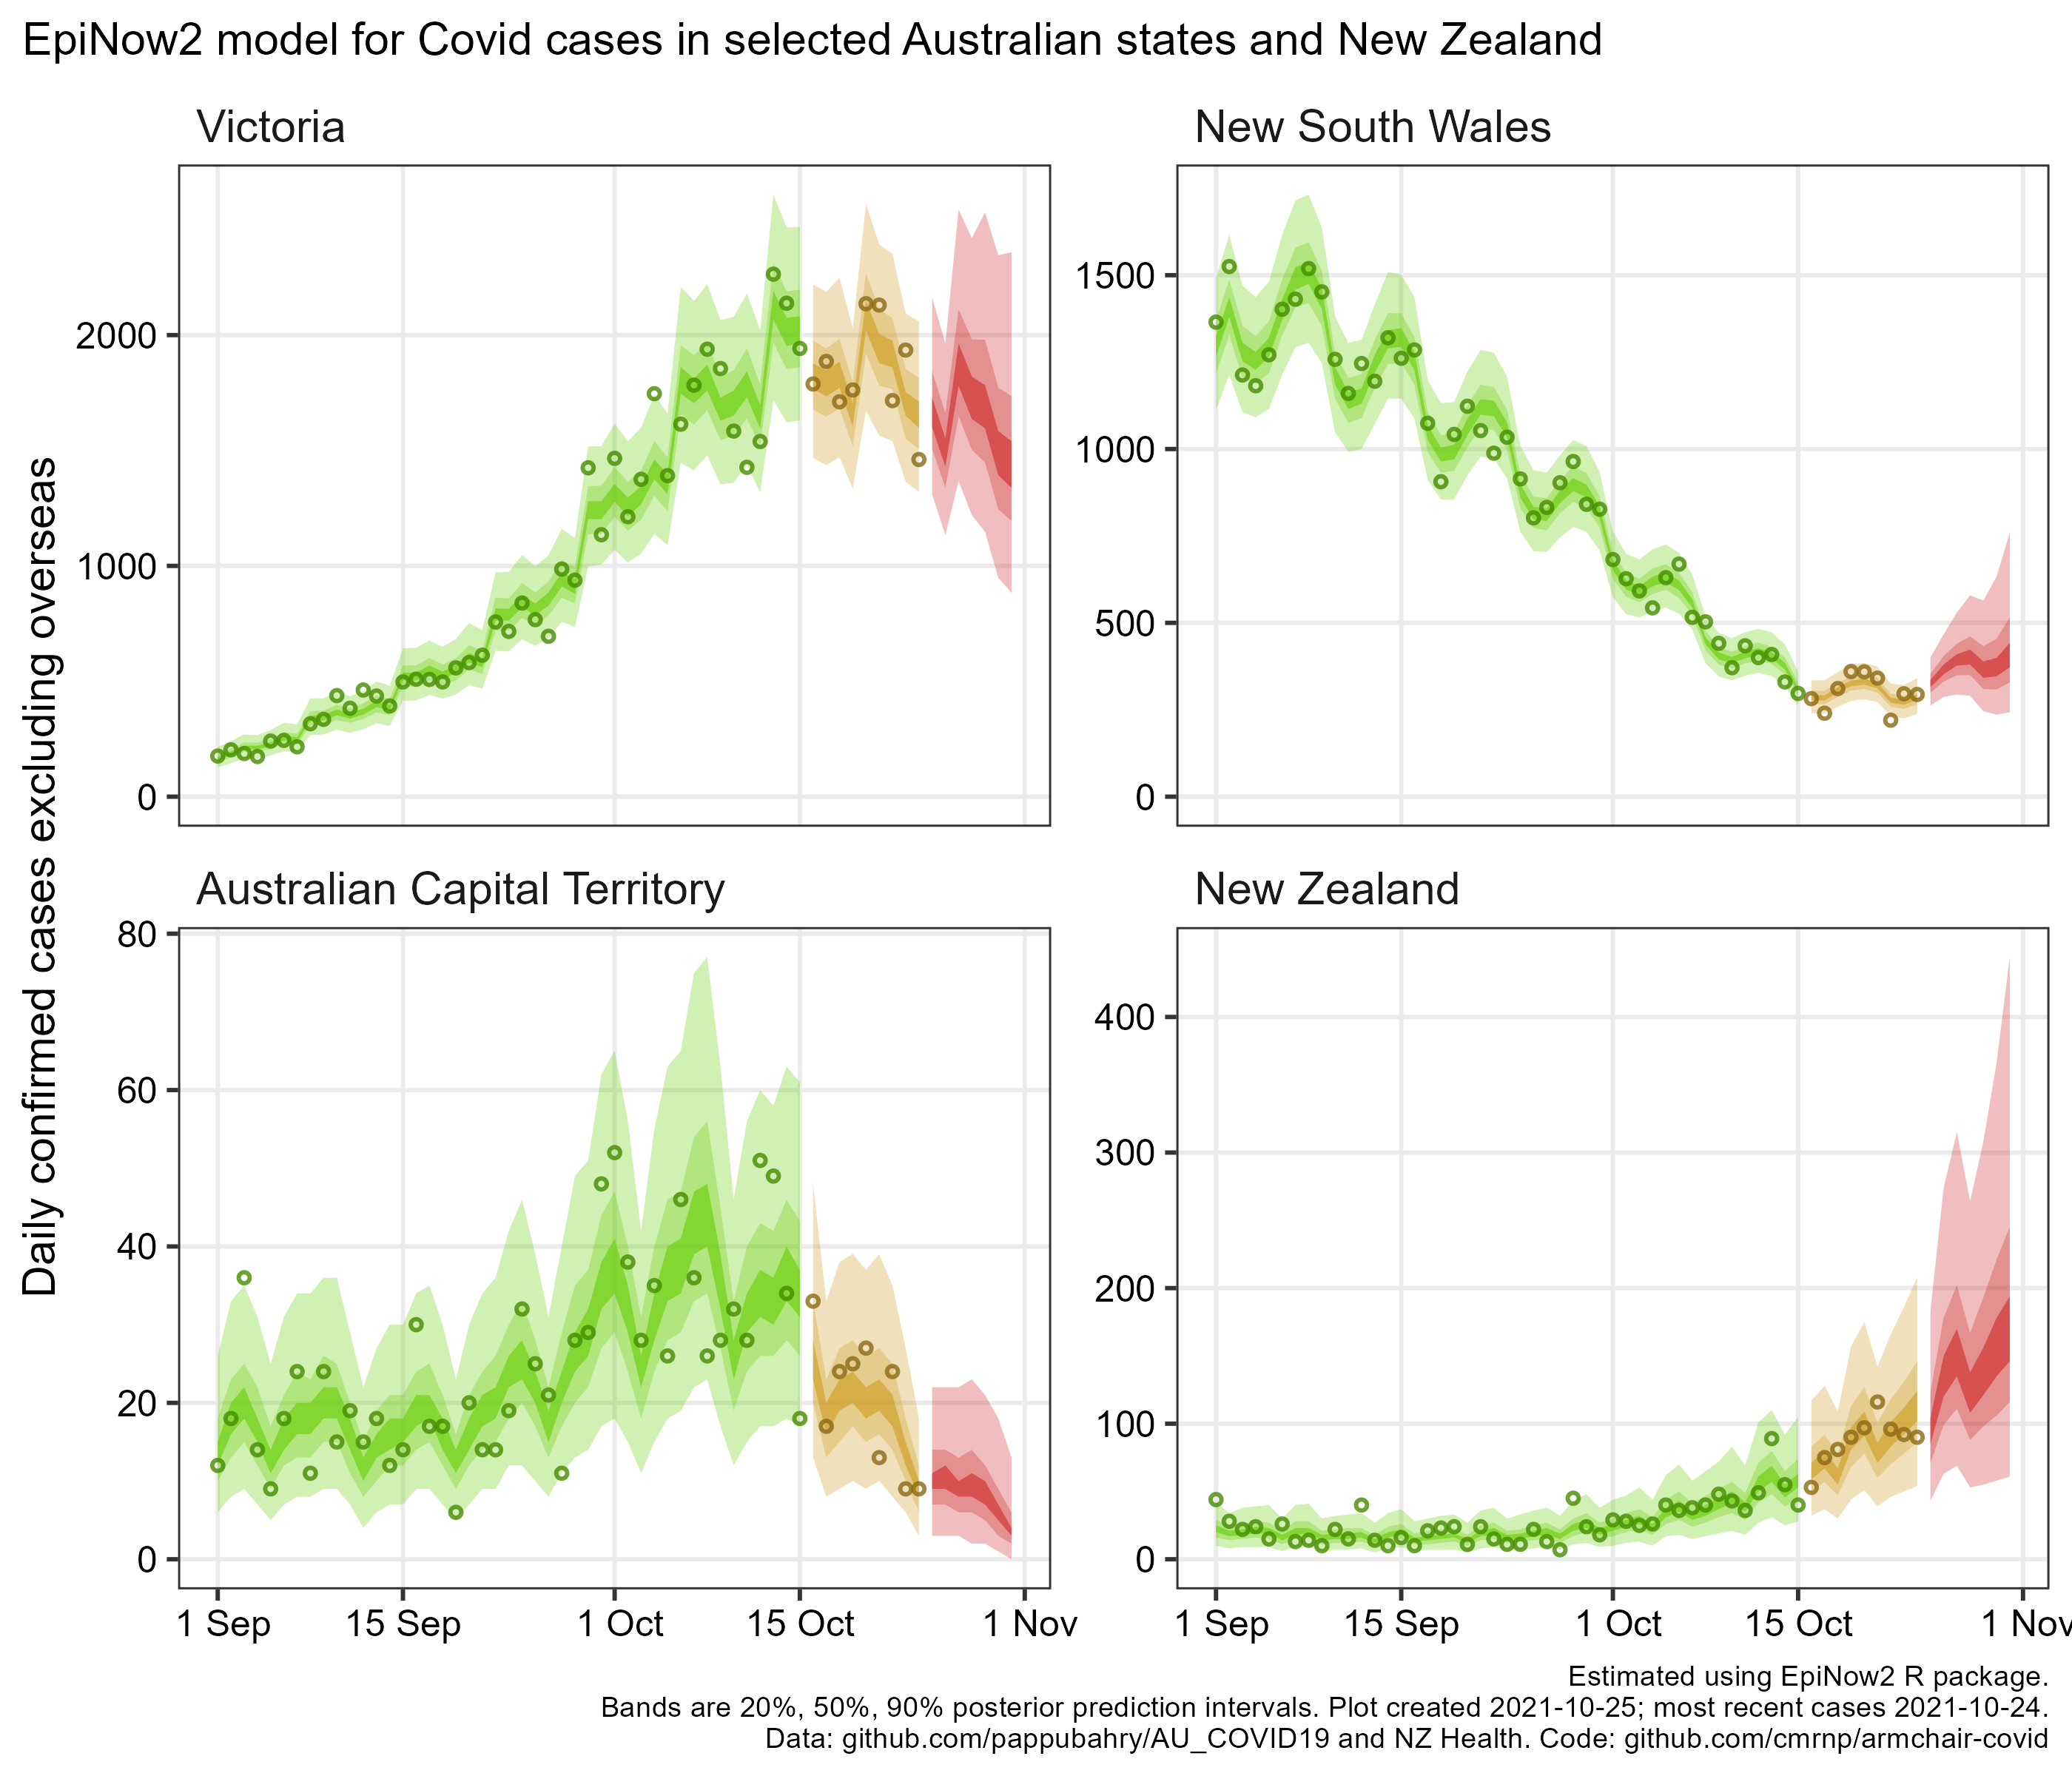 EpiNow2 model for Covid cases in selected Australian states and New Zealand
Daily confirmed cases excluding overseas
Victoria
2000
1000
0
New South Wales
1500
1000
500
0
Australian Capital Territory
80
60
40
20
0
1 Sep 15 Sep 1 Oct 15 Oct 1 Nov
New Zealand
400
300
200
100
0
1 Sep 15 Sep 1 Oct 15 Oct 1 Nov
Estimated using EpiNow2 R package.
Bands are 20%, 50%, 90% posterior prediction intervals. Plot created 2021-10-25; most recent cases 2021-10-24.
Data: github.com/pappubahry/AU_COVID19 and NZ Health. Code: github.com/cmrnp/armchair-covid